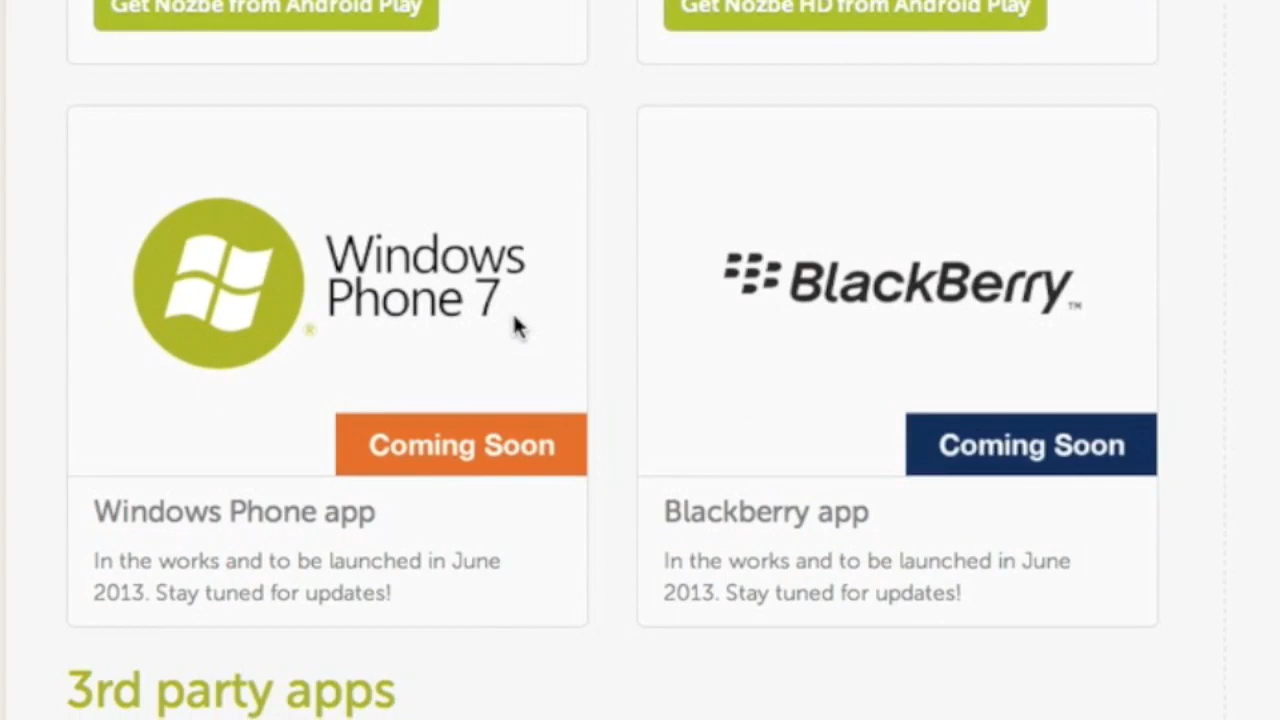 Get Nozbe from Android Play
Get Nozbe HD from Android Play
Windows
Phone 7
®
Coming Soon
Windows Phone app
In the works and to be launched in June
2013. Stay tuned for updates!
BlackBerry™
Coming Soon
Blackberry app
In the works and to be launched in June
2013. Stay tuned for updates!
3rd party apps